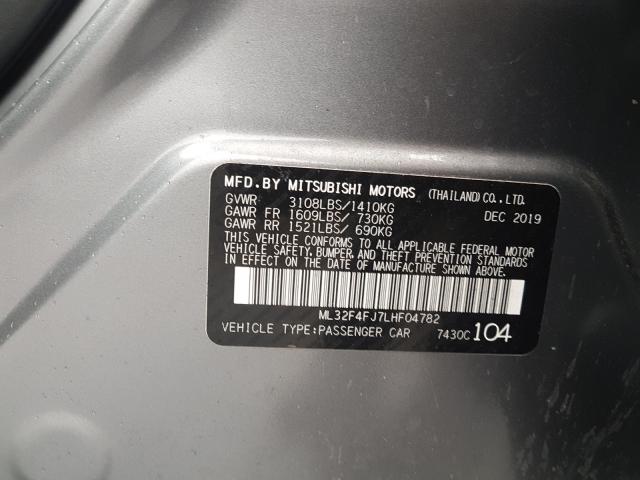 MFD.BY MITSUBISHI MOTORS (THAILAND)CO.,LTD.
GVWR 3108LBS/1410KG DEC 2019
GAWR FR 1609LBS/ 730KG
GAWR RR 1521LBS/ 690KG
THIS VEHICLE CONFORMS TO ALL APPLICABLE FEDERAL MOTOR
VEHICLE SAFETY, BUMPER, AND THEFT PREVENTION STANDARDS
IN EFFECT ON THE DATE OF MANUFACTURE SHOWN ABOVE.
ML32F4FJ7LHF04782
VEHICLE TYPE:PASSENGER CAR 7430C 104